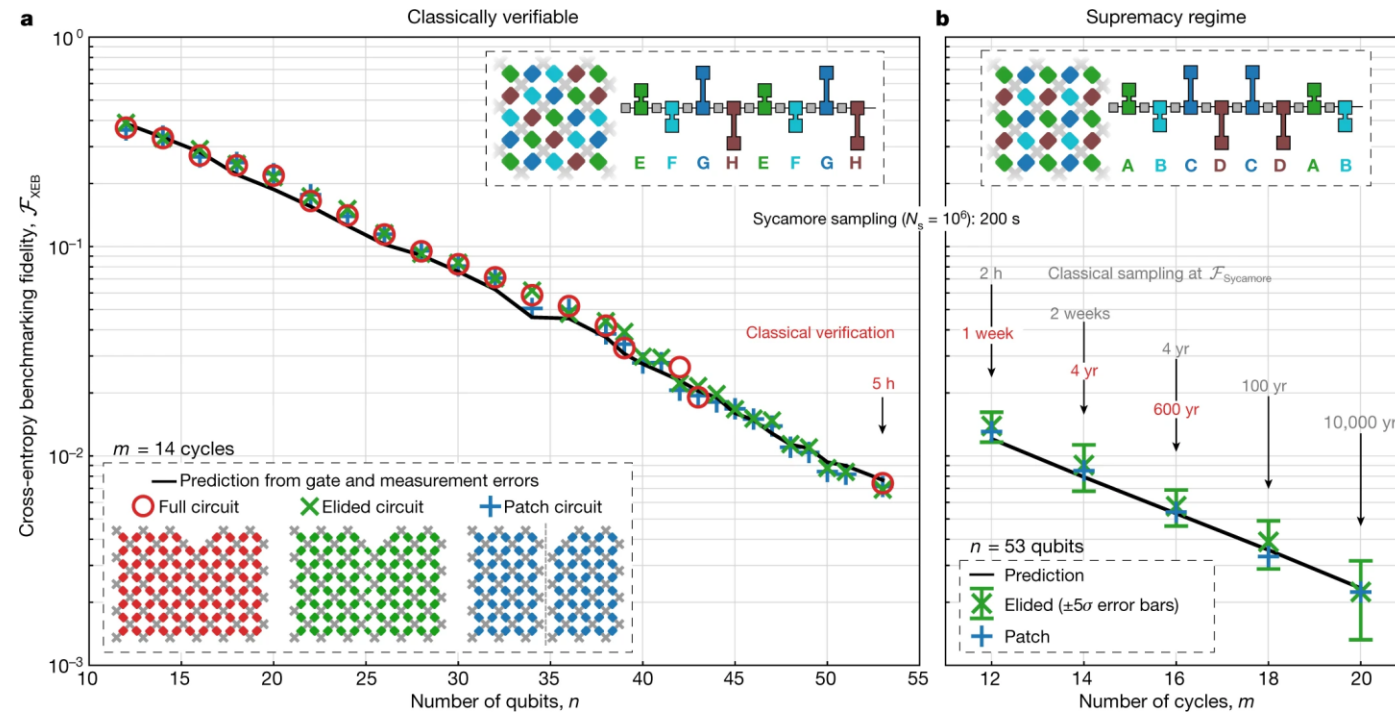 a
Classically verifiable
10⁰
10⁻¹
10⁻²
10⁻³
Cross-entropy benchmarking fidelity, ℱ_XEB
E F G H E F G H
Sycamore sampling (N_s = 10⁶): 200 s
Classical verification
5 h
m = 14 cycles
Prediction from gate and measurement errors
Full circuit Elided circuit Patch circuit
10 15 20 25 30 35 40 45 50 55
Number of qubits, n
b
Supremacy regime
A B C D C D A B
2 h
Classical sampling at ℱ_Sycamore
1 week
2 weeks
4 yr
4 yr
600 yr
100 yr
10,000 yr
n = 53 qubits
Prediction
Elided (±5σ error bars)
Patch
12 14 16 18 20
Number of cycles, m